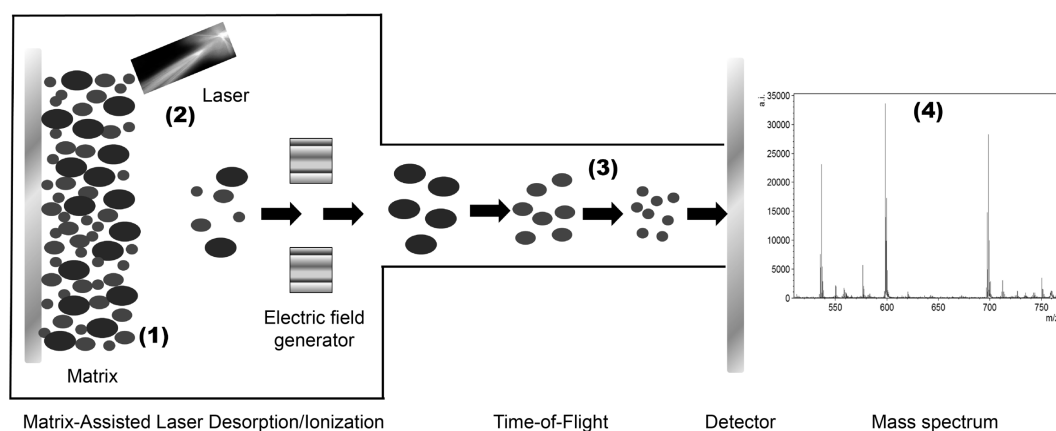 Laser
(2)
(3)
(4)
(1)
Electric field
generator
Matrix
a.i.
35000
30000
25000
20000
15000
10000
5000
0
550
600
650
700
750
m/z
Matrix-Assisted Laser Desorption/Ionization
Time-of-Flight
Detector
Mass spectrum